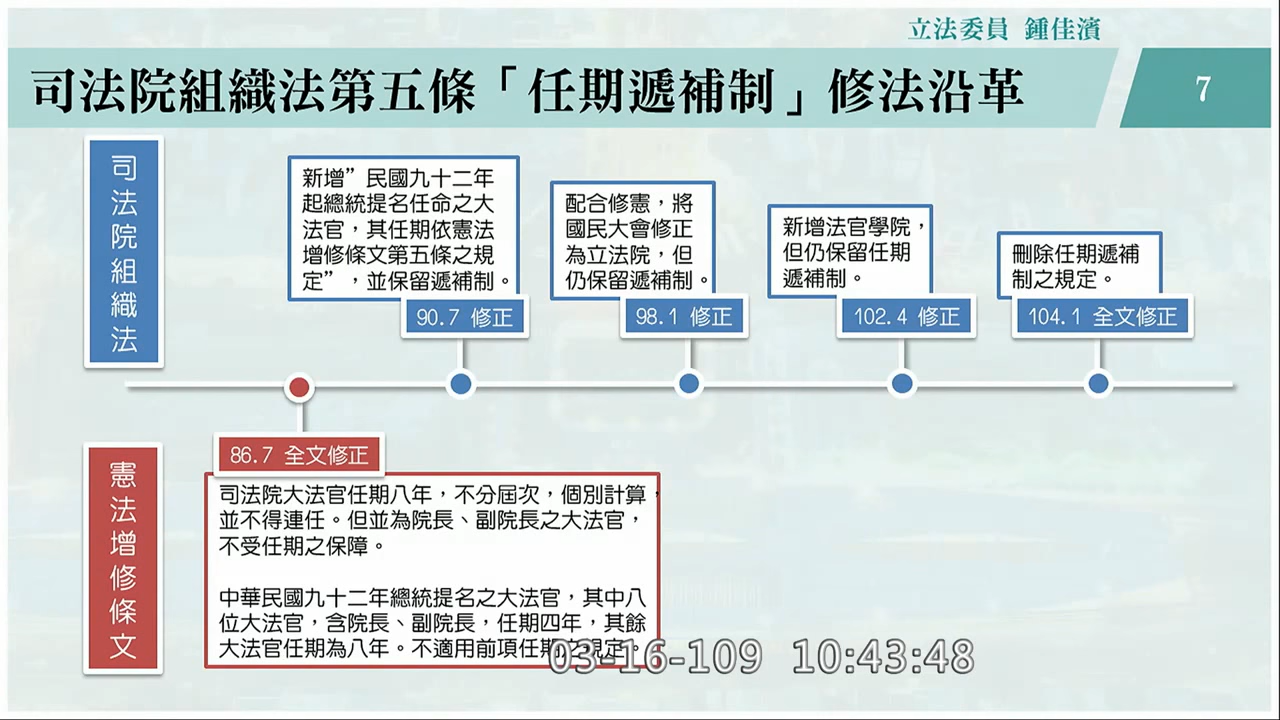 立法委員 鍾佳濱
司法院組織法第五條「任期遞補制」修法沿革
7
司法院組織法
新增”民國九十二年
起總統提名任命之大
法官，其任期依憲法
增修條文第五條之規
定”，並保留遞補制。
90.7 修正
配合修憲，將
國民大會修正
為立法院，但
仍保留遞補制。
98.1 修正
新增法官學院，
但仍保留任期
遞補制。
102.4 修正
刪除任期遞補
制之規定。
104.1 全文修正
憲法增修條文
86.7 全文修正
司法院大法官任期八年，不分屆次，個別計算，
並不得連任。但並為院長、副院長之大法官，
不受任期之保障。
中華民國九十二年總統提名之大法官，其中八
位大法官，含院長、副院長，任期四年，其餘
大法官任期為八年。不適用前項任期之規定。
03-16-109 10:43:48